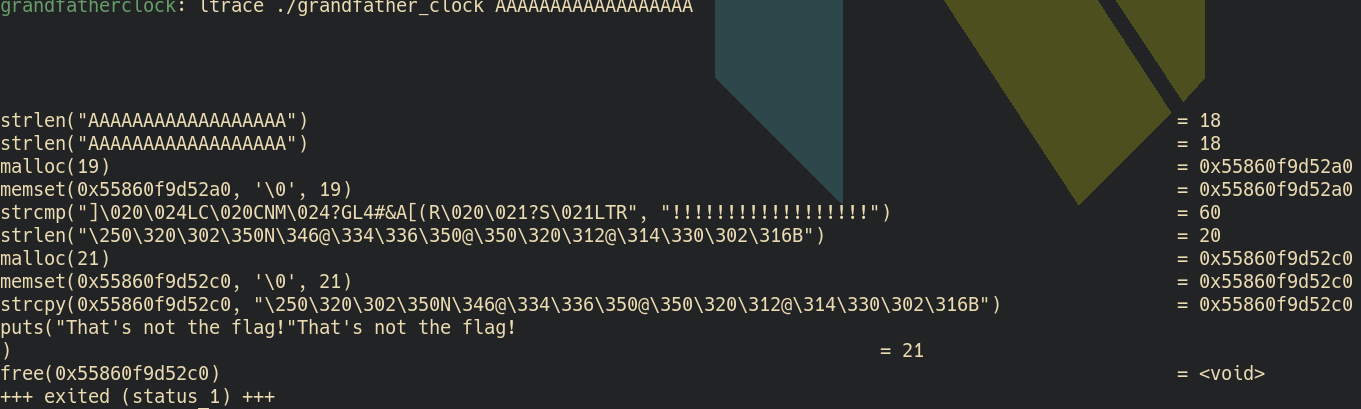 grandfatherclock: ltrace ./grandfather_clock AAAAAAAAAAAAAAAAAA
strlen("AAAAAAAAAAAAAAAAAA") = 18
strlen("AAAAAAAAAAAAAAAAAA") = 18
malloc(19) = 0x55860f9d52a0
memset(0x55860f9d52a0, '\0', 19) = 0x55860f9d52a0
strcmp("]\020\024LC\020CNM\024?GL4#&A[(R\020\021?S\021LTR", "!!!!!!!!!!!!!!!!!!") = 60
strlen("\250\320\302\350N\346@\334\336\350@\350\320\312@\314\330\302\316B") = 20
malloc(21) = 0x55860f9d52c0
memset(0x55860f9d52c0, '\0', 21) = 0x55860f9d52c0
strcpy(0x55860f9d52c0, "\250\320\302\350N\346@\334\336\350@\350\320\312@\314\330\302\316B") = 0x55860f9d52c0
puts("That's not the flag!"That's not the flag!
) = 21
free(0x55860f9d52c0) = <void>
+++ exited (status 1) +++